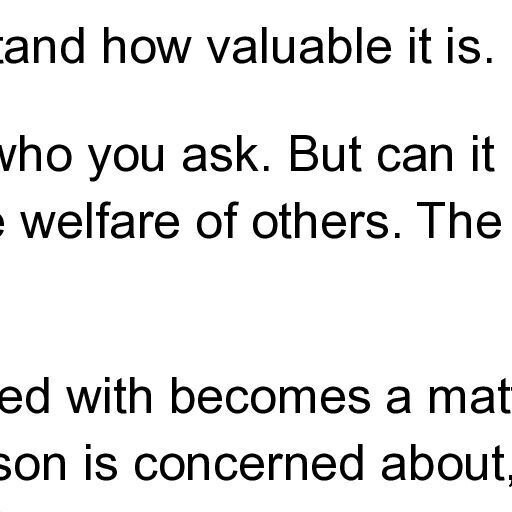 tand how valuable it is.
who you ask. But can it
e welfare of others. The
ed with becomes a mat
son is concerned about,